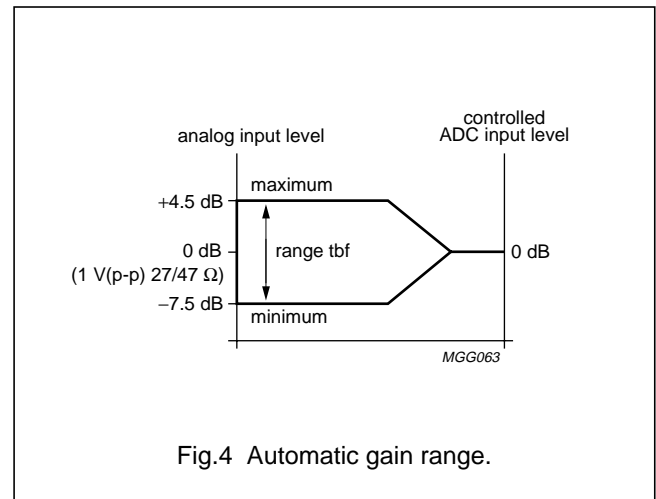 analog input level
controlled
ADC input level
maximum
+4.5 dB
0 dB
(1 V(p-p) 27/47 Ω)
range tbf
0 dB
−7.5 dB
minimum
MGG063
Fig.4 Automatic gain range.